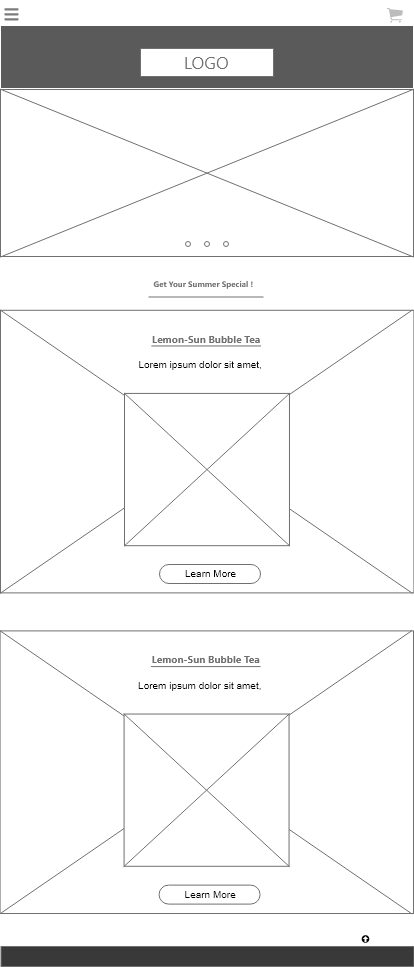 LOGO
Get Your Summer Special !
Lemon-Sun Bubble Tea
Lorem ipsum dolor sit amet,
Learn More
Lemon-Sun Bubble Tea
Lorem ipsum dolor sit amet,
Learn More